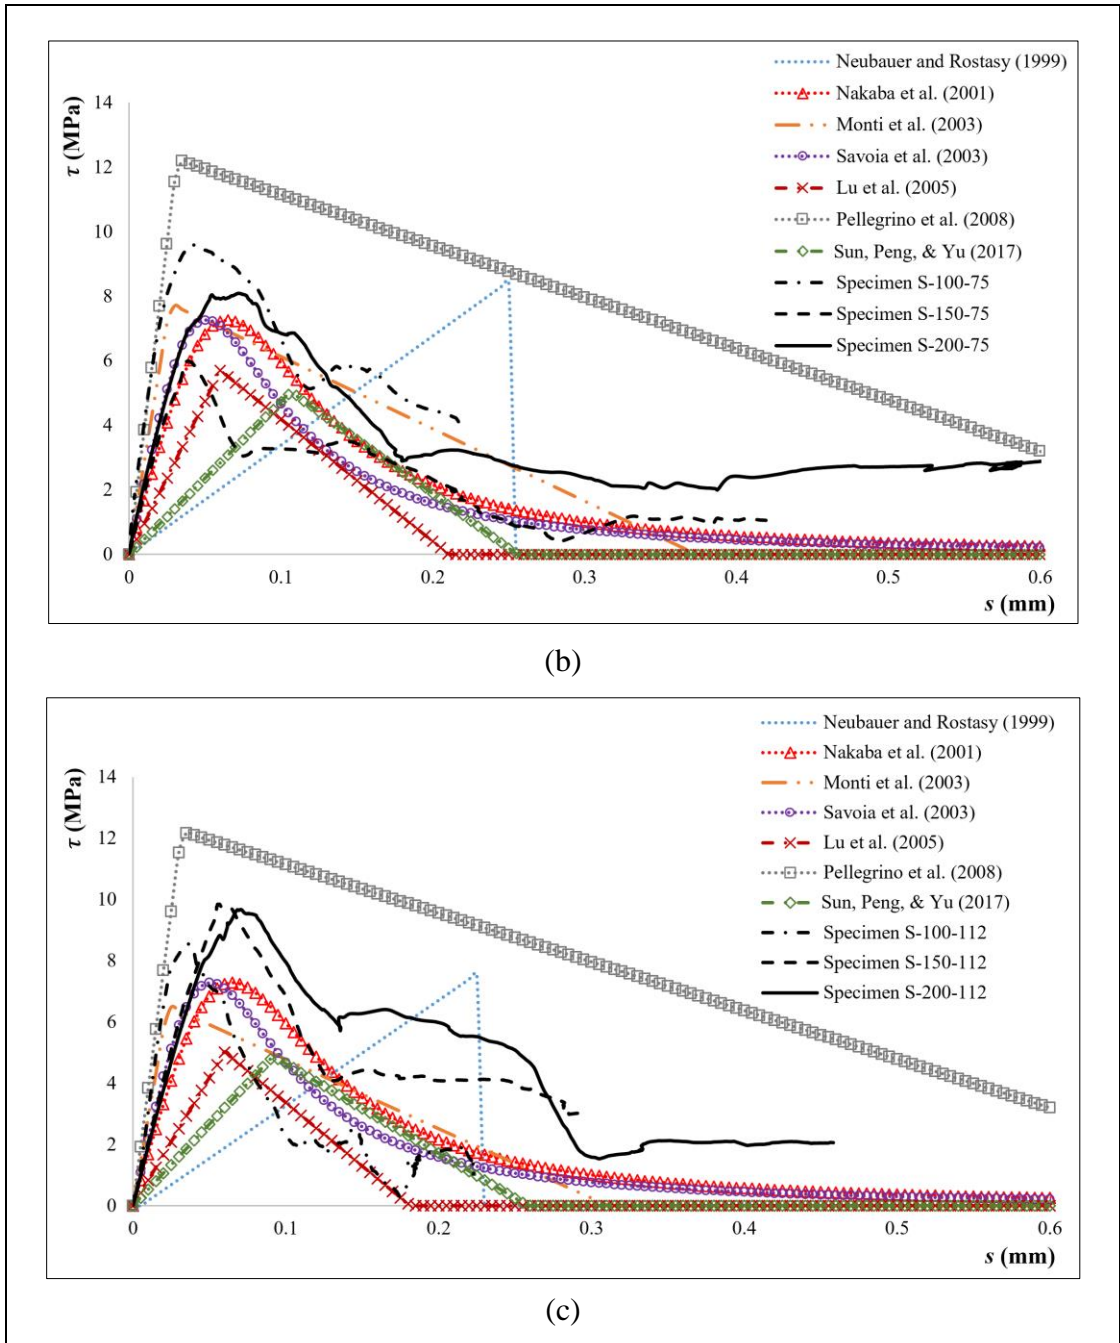 Neubauer and Rostasy (1999)
Nakaba et al. (2001)
Monti et al. (2003)
Savoia et al. (2003)
Lu et al. (2005)
Pellegrino et al. (2008)
Sun, Peng, & Yu (2017)
Specimen S-100-75
Specimen S-150-75
Specimen S-200-75
τ (MPa)
14
12
10
8
6
4
2
0
0
0.1
0.2
0.3
0.4
0.5
0.6
s (mm)
(b)
Neubauer and Rostasy (1999)
Nakaba et al. (2001)
Monti et al. (2003)
Savoia et al. (2003)
Lu et al. (2005)
Pellegrino et al. (2008)
Sun, Peng, & Yu (2017)
Specimen S-100-112
Specimen S-150-112
Specimen S-200-112
τ (MPa)
14
12
10
8
6
4
2
0
0
0.1
0.2
0.3
0.4
0.5
0.6
s (mm)
(c)